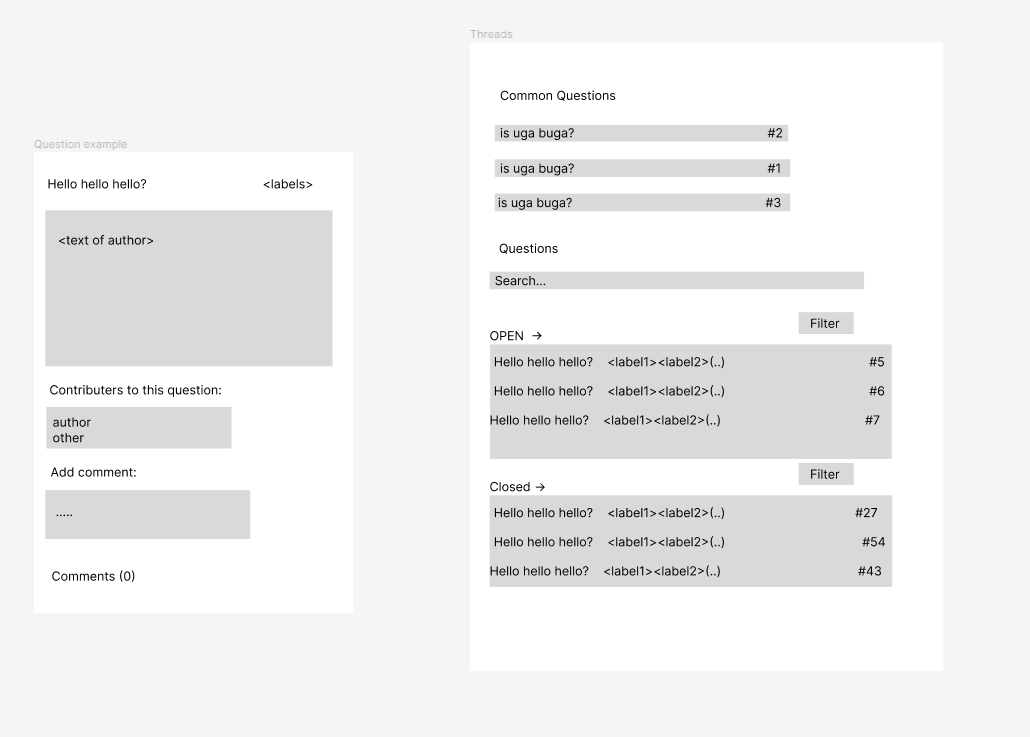 Question example
Hello hello hello? <labels>
<text of author>
Contributers to this question:
author
other
Add comment:
.....
Comments (0)
Threads
Common Questions
is uga buga? #2
is uga buga? #1
is uga buga? #3
Questions
Search...
Filter
OPEN →
Hello hello hello? <label1><label2>(..) #5
Hello hello hello? <label1><label2>(..) #6
Hello hello hello? <label1><label2>(..) #7
Filter
Closed →
Hello hello hello? <label1><label2>(..) #27
Hello hello hello? <label1><label2>(..) #54
Hello hello hello? <label1><label2>(..) #43